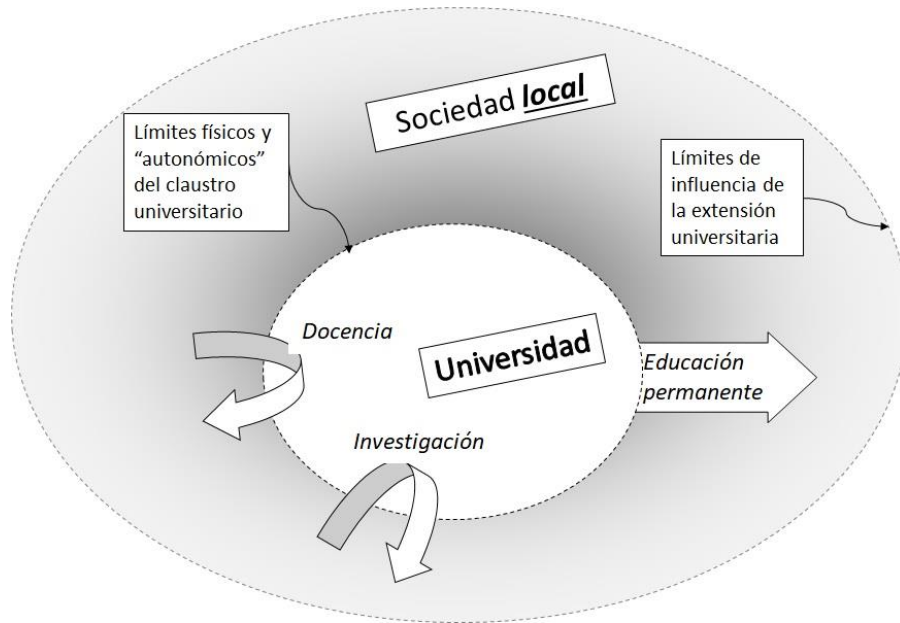 Sociedad local
Límites físicos y
“autonómicos”
del claustro
universitario
Límites de
influencia de
la extensión
universitaria
Docencia
Universidad
Educación
permanente
Investigación